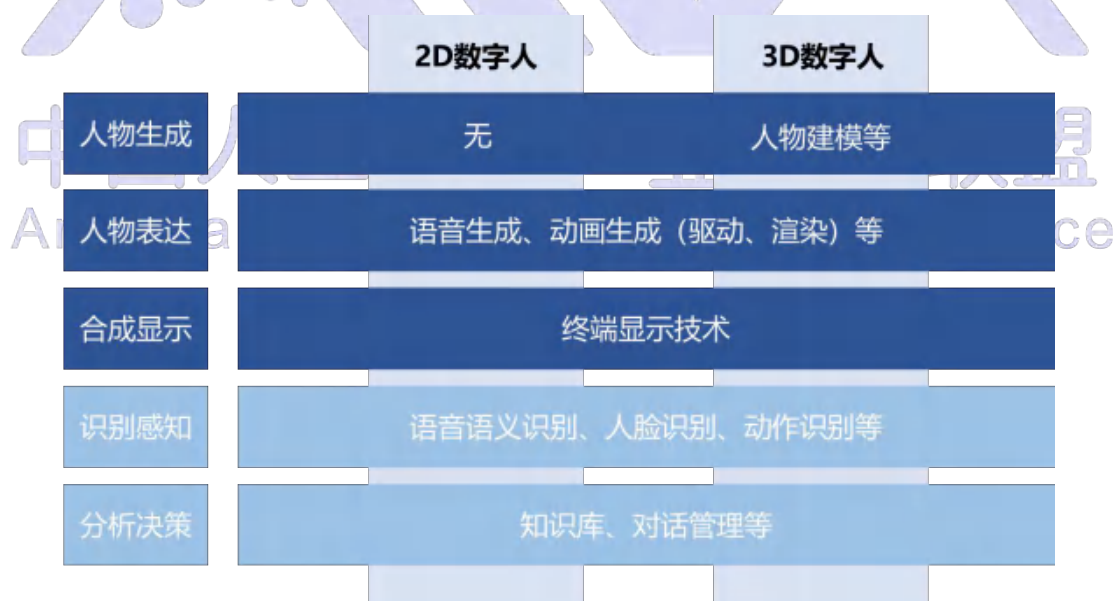 2D数字人 3D数字人
人物生成 无 人物建模等
人物表达 语音生成、动画生成（驱动、渲染）等
合成显示 终端显示技术
识别感知 语音语义识别、人脸识别、动作识别等
分析决策 知识库、对话管理等